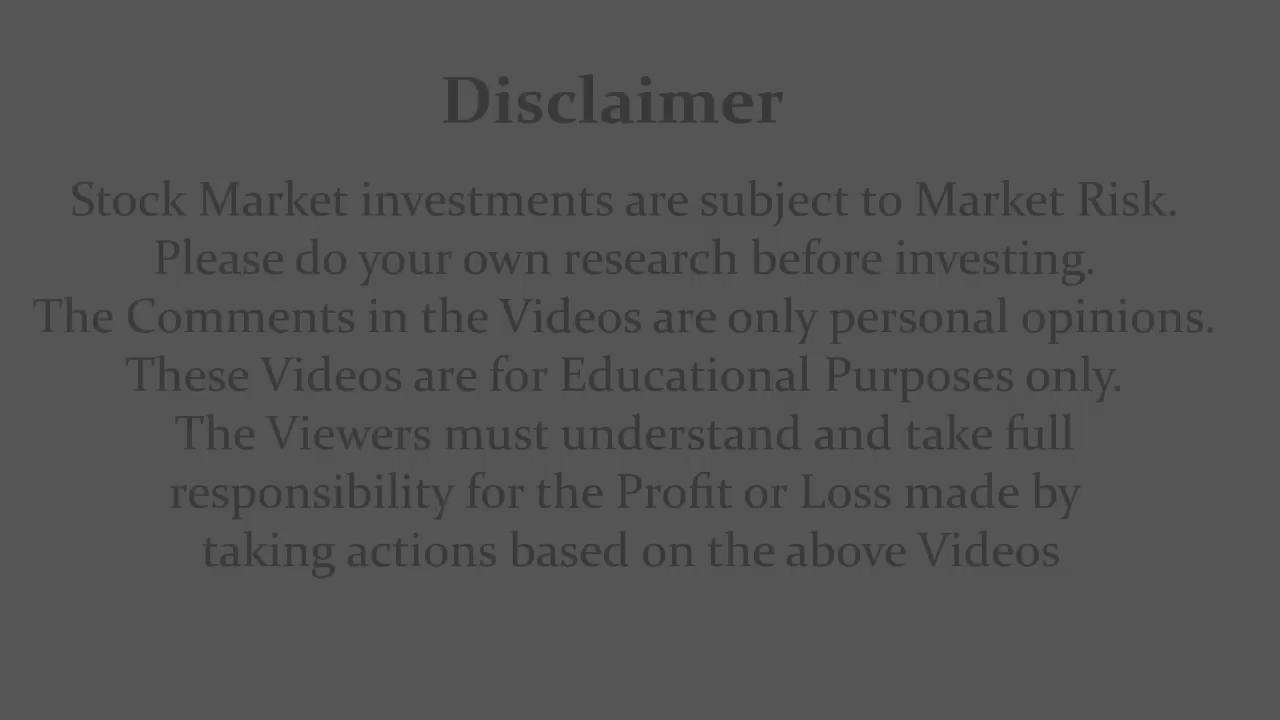 Disclaimer
Stock Market investments are subject to Market Risk.
Please do your own research before investing.
The Comments in the Videos are only personal opinions.
These Videos are for Educational Purposes only.
The Viewers must understand and take full
responsibility for the Profit or Loss made by
taking actions based on the above Videos